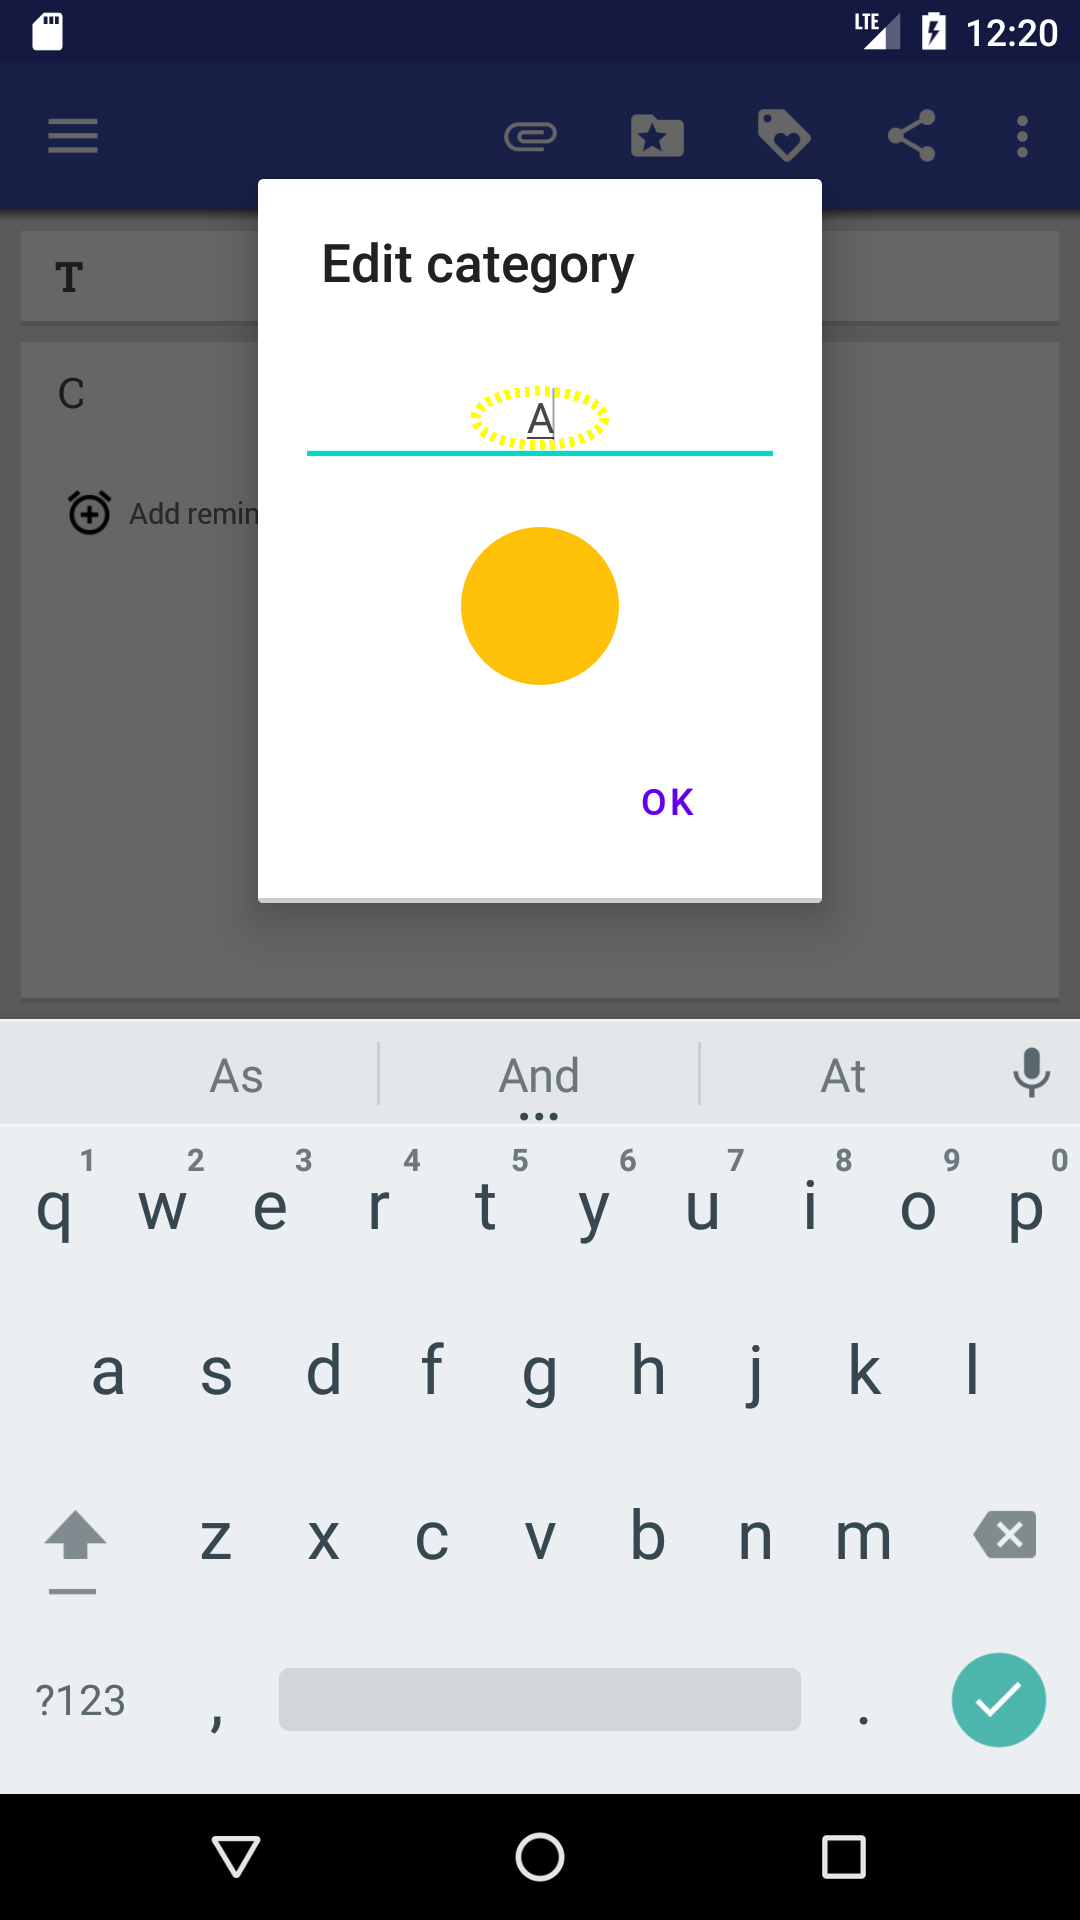 LTE 12:20
T
Edit category
A
C
Add remin
OK
As And At
1 2 3 4 5 6 7 8 9 0
q w e r t y u i o p
a s d f g h j k l
z x c v b n m
?123 , .